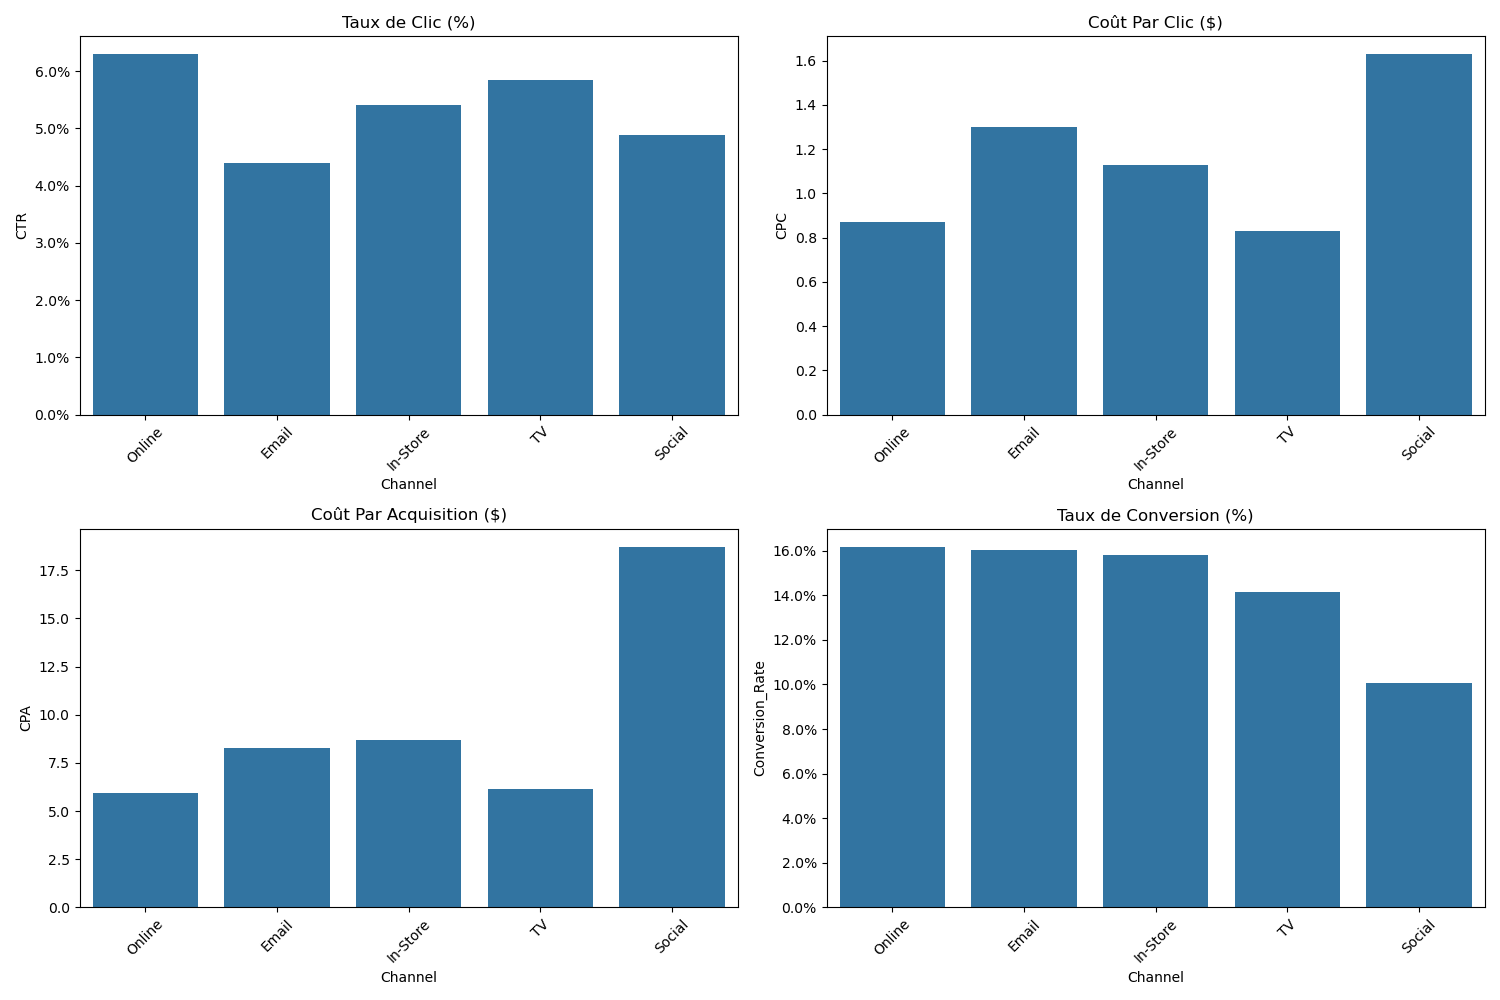 Taux de Clic (%)
6.0%
5.0%
4.0%
3.0%
2.0%
1.0%
0.0%
CTR
Online
Email
In-Store
TV
Social
Channel
Coût Par Clic ($)
1.6
1.4
1.2
1.0
0.8
0.6
0.4
0.2
0.0
CPC
Online
Email
In-Store
TV
Social
Channel
Coût Par Acquisition ($)
17.5
15.0
12.5
10.0
7.5
5.0
2.5
0.0
CPA
Online
Email
In-Store
TV
Social
Channel
Taux de Conversion (%)
16.0%
14.0%
12.0%
10.0%
8.0%
6.0%
4.0%
2.0%
0.0%
Conversion_Rate
Online
Email
In-Store
TV
Social
Channel